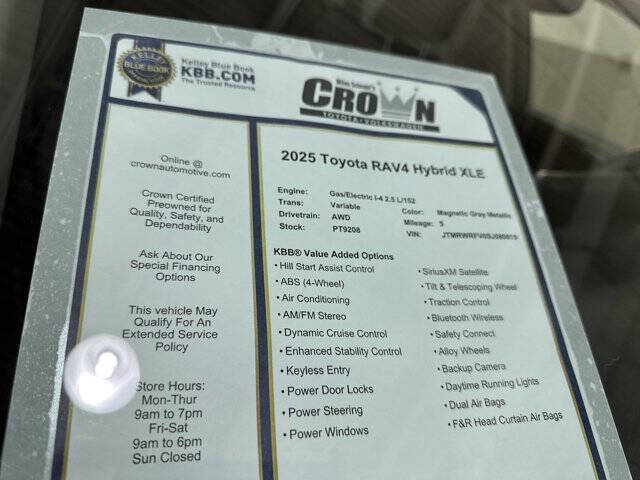 KELLEY
BLUE BOOK
Kelley Blue Book
KBB.COM
The Trusted Resource
CROWN
TOYOTA • VOLKSWAGEN
Online @
crownautomotive.com
Crown Certified
Preowned for
Quality, Safety, and
Dependability
Ask About Our
Special Financing
Options
This vehicle May
Qualify For An
Extended Service
Policy
Store Hours:
Mon-Thur
9am to 7pm
Fri-Sat
9am to 6pm
Sun Closed
2025 Toyota RAV4 Hybrid XLE
Engine: Gas/Electric I-4 2.5 L/152
Trans: Variable
Drivetrain: AWD
Stock: PT9208
Color: Magnetic Gray Metallic
Mileage: 5
VIN:
KBB® Value Added Options
• Hill Start Assist Control
• ABS (4-Wheel)
• Air Conditioning
• AM/FM Stereo
• Dynamic Cruise Control
• Enhanced Stability Control
• Keyless Entry
• Power Door Locks
• Power Steering
• Power Windows
• SiriusXM Satellite
• Tilt & Telescoping Wheel
• Traction Control
• Bluetooth Wireless
• Safety Connect
• Alloy Wheels
• Backup Camera
• Daytime Running Lights
• Dual Air Bags
• F&R Head Curtain Air Bags